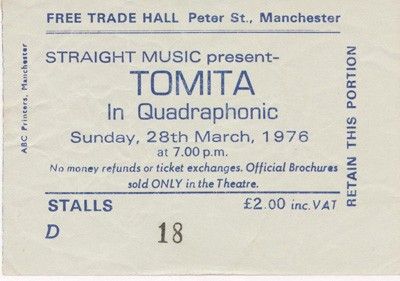 FREE TRADE HALL Peter St., Manchester
STRAIGHT MUSIC present-
TOMITA
In Quadraphonic
Sunday, 28th March, 1976
at 7.00 p.m.
No money refunds or ticket exchanges. Official Brochures
sold ONLY in the Theatre.
STALLS £2.00 inc. VAT
D 18
ABC Printers, Manchester
RETAIN THIS PORTION